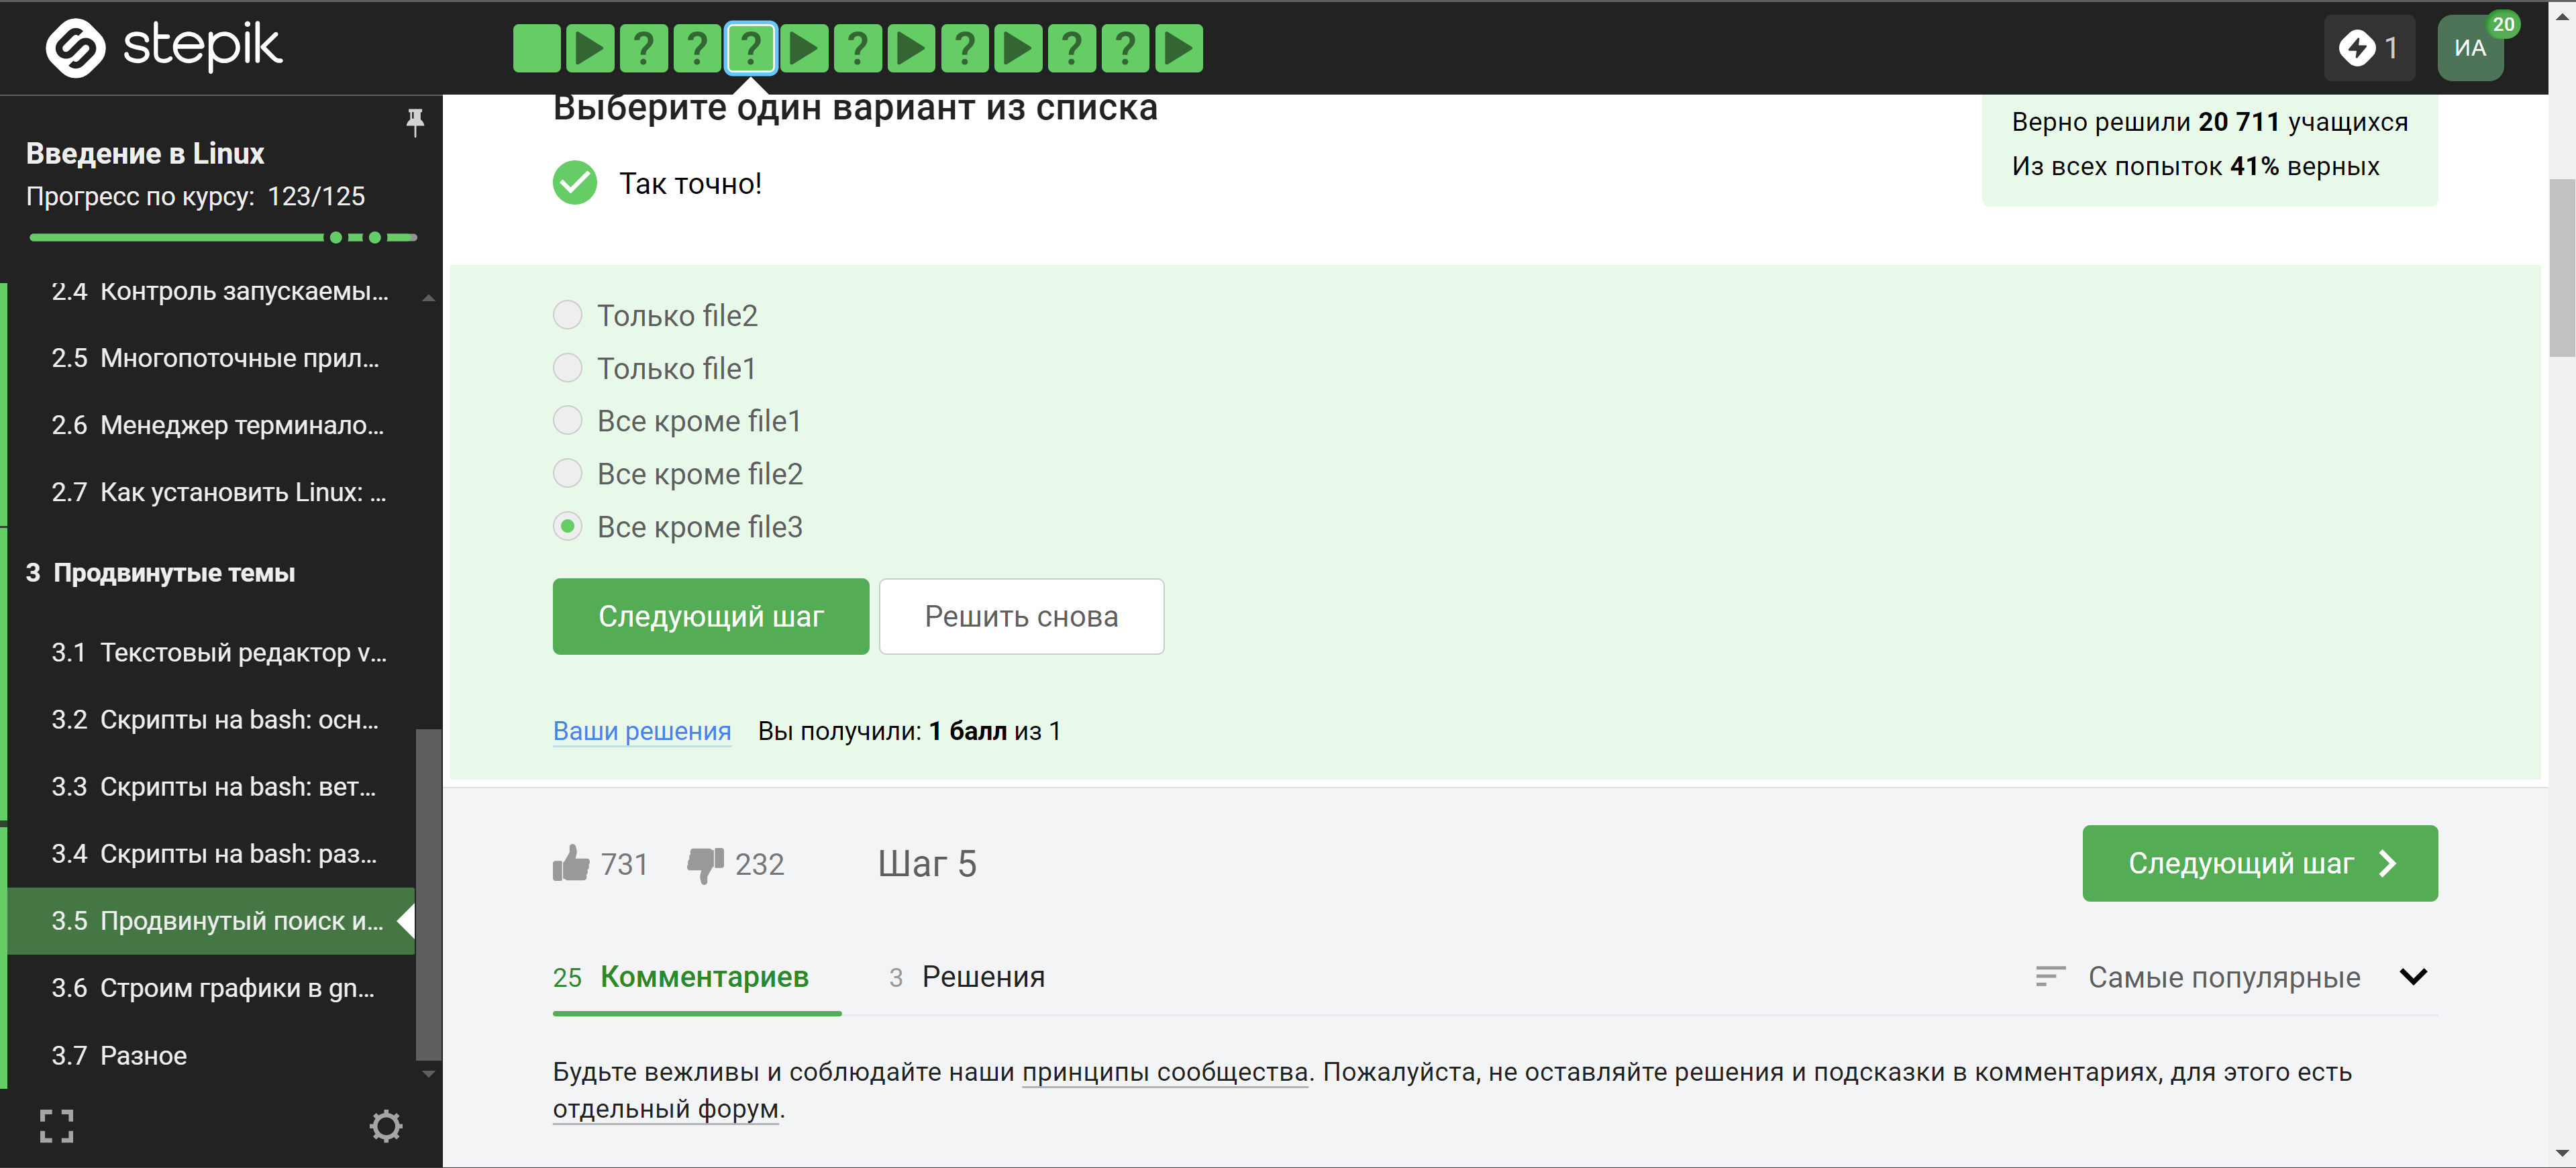 stepik
? ? ? ? ? ? ?
1
ИА
20
Введение в Linux
Прогресс по курсу: 123/125
2.4 Контроль запускаемы...
2.5 Многопоточные прил...
2.6 Менеджер терминало...
2.7 Как установить Linux: ...
3 Продвинутые темы
3.1 Текстовый редактор v...
3.2 Скрипты на bash: осн...
3.3 Скрипты на bash: вет...
3.4 Скрипты на bash: раз...
3.5 Продвинутый поиск и...
3.6 Строим графики в gn...
3.7 Разное
Выберите один вариант из списка
Так точно!
Верно решили 20 711 учащихся
Из всех попыток 41% верных
Только file2
Только file1
Все кроме file1
Все кроме file2
Все кроме file3
Следующий шаг
Решить снова
Ваши решения Вы получили: 1 балл из 1
731 232 Шаг 5
Следующий шаг
25 Комментариев 3 Решения
Самые популярные
Будьте вежливы и соблюдайте наши принципы сообщества. Пожалуйста, не оставляйте решения и подсказки в комментариях, для этого есть
отдельный форум.